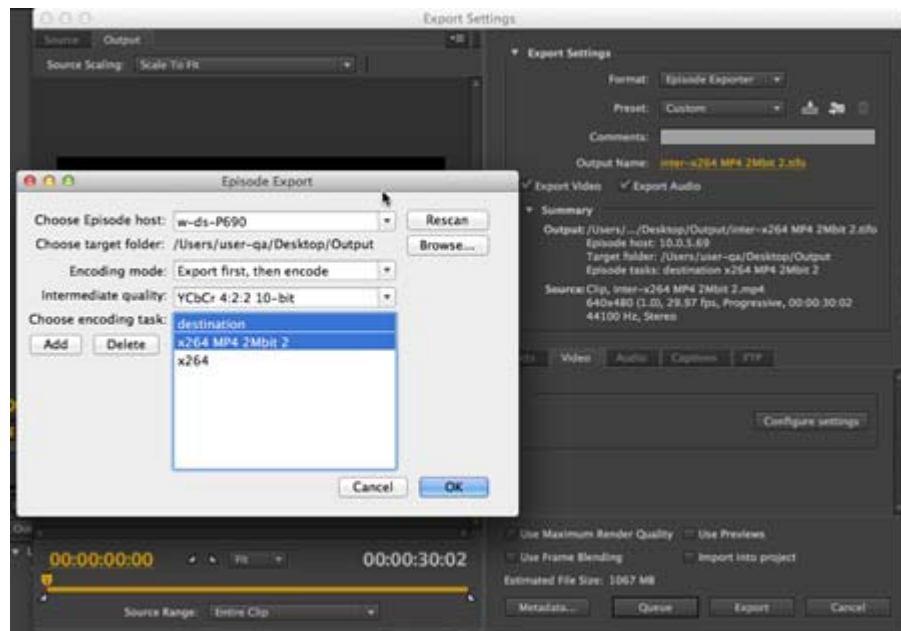 Export Settings
Source Output
Source Scaling: Scale To Fit
Export Settings
Format: Episode Exporter
Preset: Custom
Comments:
Output Name: inter-x264 MP4 2Mbit 2.tifo
Export Video Export Audio
Summary
Output: /Users/.../Desktop/Output/inter-x264 MP4 2Mbit 2.tifo
Episode host: 10.0.5.69
Target folder: /Users/user-qa/Desktop/Output
Episode tasks: destination x264 MP4 2Mbit 2
Source: Clip, inter-x264 MP4 2Mbit 2.mp4
640x480 (1.0), 29.97 fps, Progressive, 00:00:30:02
44100 Hz, Stereo
Video Audio Captions FTP
Configure settings
Use Maximum Render Quality Use Previews
Use Frame Blending Import into project
Estimated File Size: 1067 MB
Metadata... Queue Export Cancel
Episode Export
Choose Episode host: w-ds-P690 Rescan
Choose target folder: /Users/user-qa/Desktop/Output Browse...
Encoding mode: Export first, then encode
Intermediate quality: YCbCr 4:2:2 10-bit
Choose encoding task: destination
Add Delete x264 MP4 2Mbit 2
x264
Cancel OK
00:00:00:00 Fit 00:00:30:02
Source Range: Entire Clip